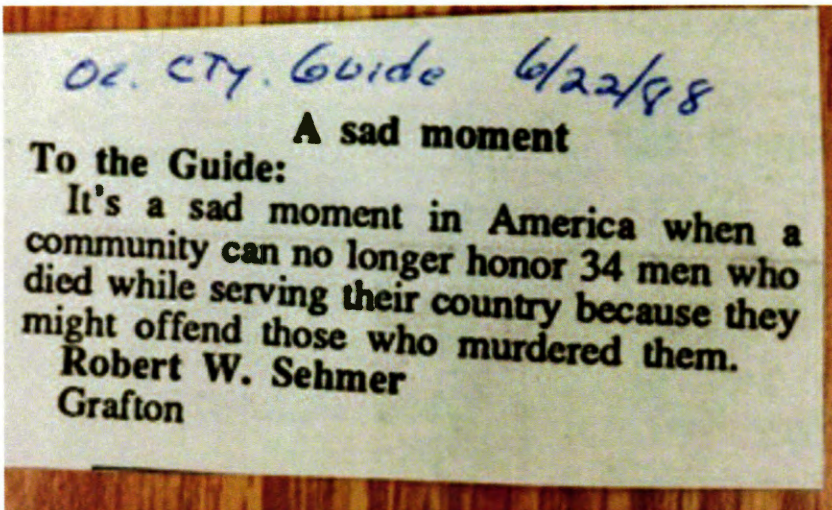 Oz. CTy. Guide 6/22/88
A sad moment
To the Guide:
It's a sad moment in America when a
community can no longer honor 34 men who
died while serving their country because they
might offend those who murdered them.
Robert W. Sehmer
Grafton